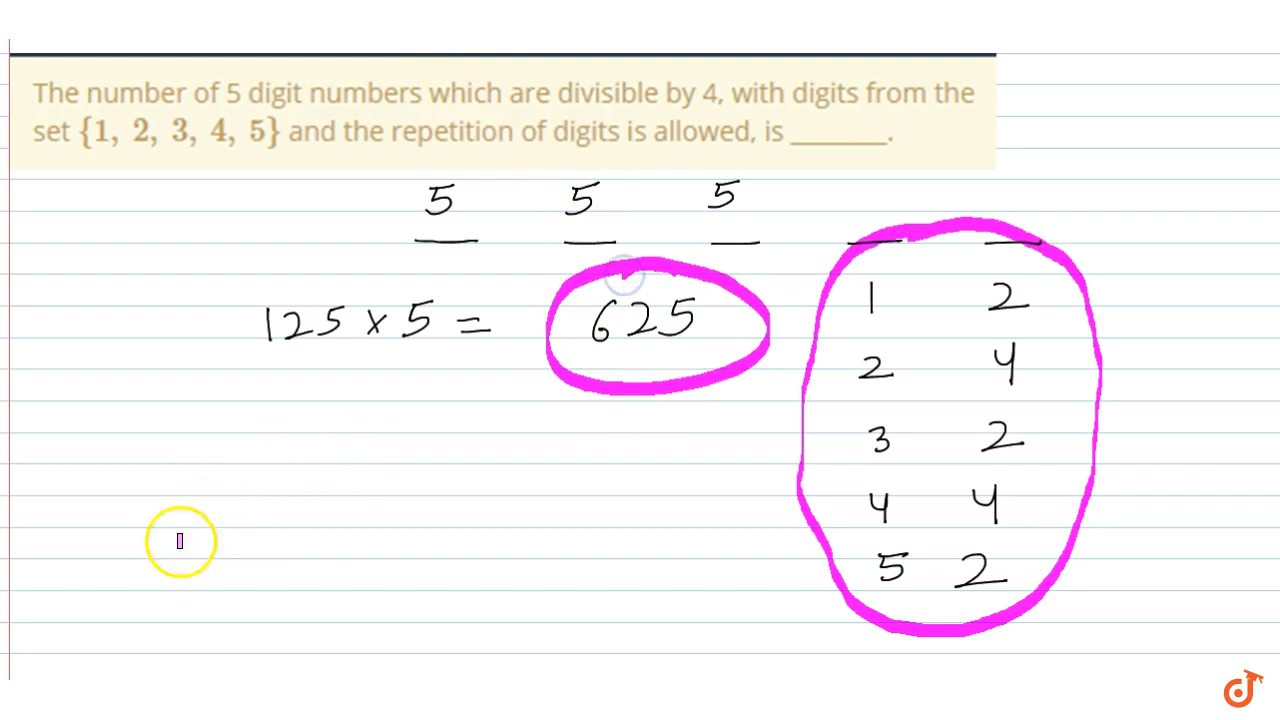 The number of 5 digit numbers which are divisible by 4, with digits from the
set {1, 2, 3, 4, 5} and the repetition of digits is allowed, is _______.
5 5 5
125 × 5 = 625
1 2
2 4
3 2
4 4
5 2